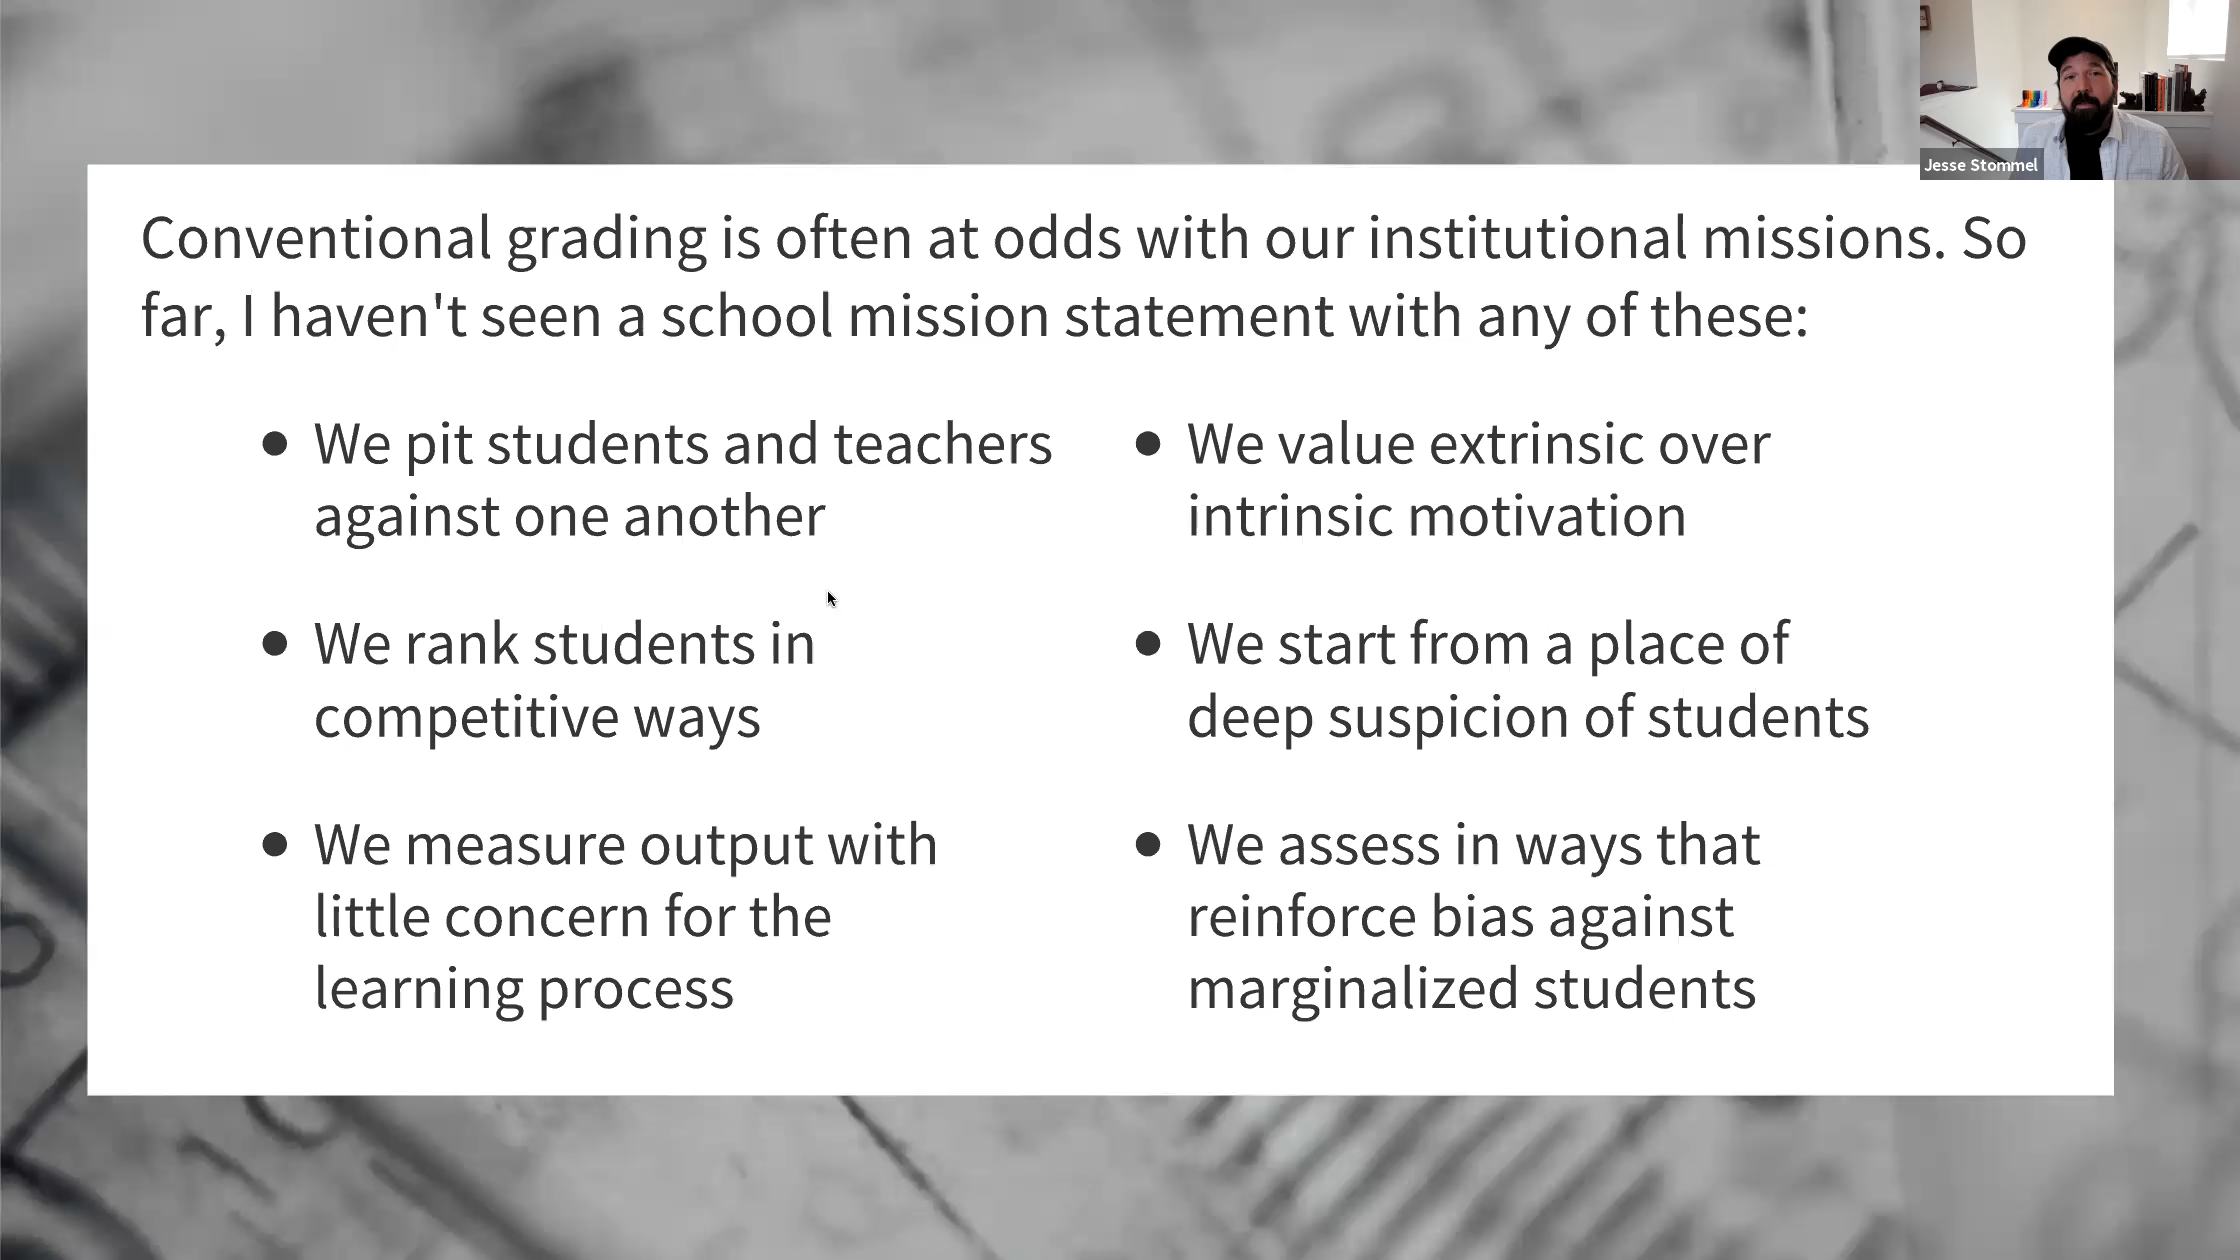 Jesse Stommel
Conventional grading is often at odds with our institutional missions. So
far, I haven't seen a school mission statement with any of these:
● We pit students and teachers
against one another
● We rank students in
competitive ways
● We measure output with
little concern for the
learning process
● We value extrinsic over
intrinsic motivation
● We start from a place of
deep suspicion of students
● We assess in ways that
reinforce bias against
marginalized students